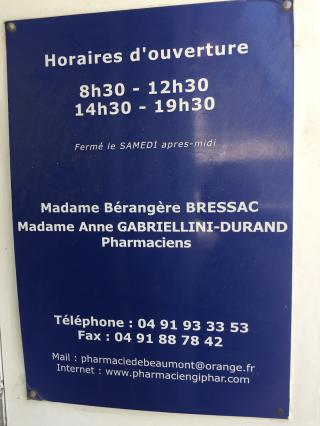 Horaires d'ouverture
8h30 - 12h30
14h30 - 19h30
Fermé le SAMEDI apres-midi
Madame Bérangère BRESSAC
Madame Anne GABRIELLINI-DURAND
Pharmaciens
Téléphone : 04 91 93 33 53
Fax : 04 91 88 78 42
Mail : pharmaciedebeaumont@orange.fr
Internet : www.pharmaciengiphar.com